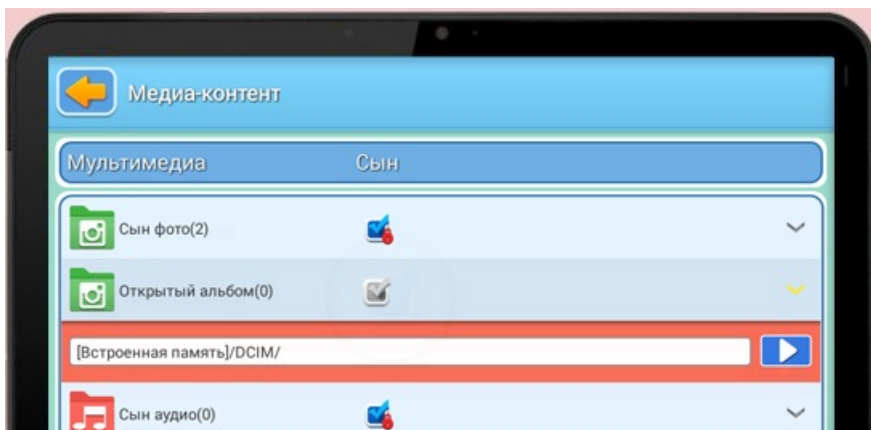 Медиа-контент
Мультимедиа Сын
Сын фото(2)
Открытый альбом(0)
[Встроенная память]/DCIM/
Сын аудио(0)